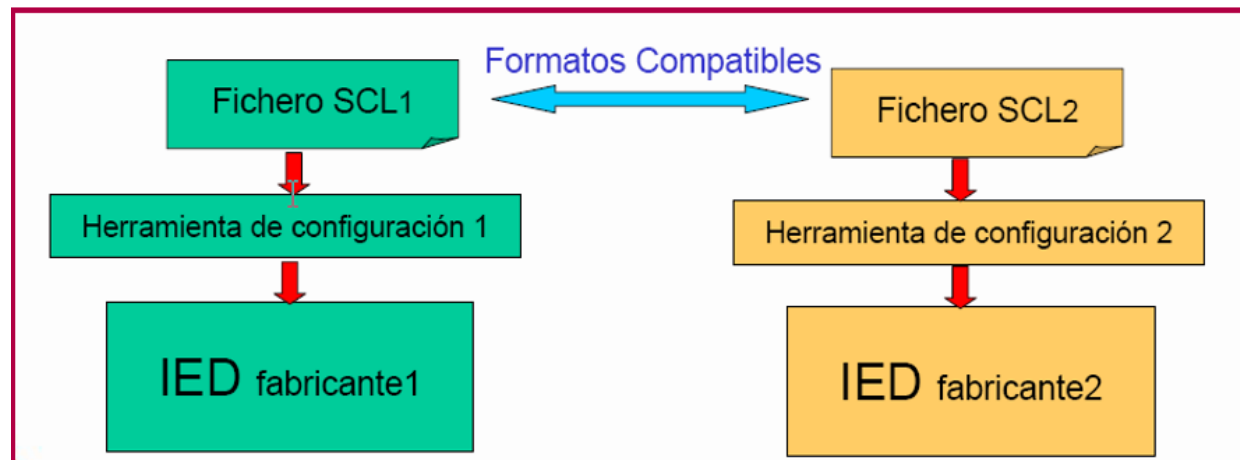 Formatos Compatibles
Fichero SCL1
Fichero SCL2
Herramienta de configuración 1
Herramienta de configuración 2
IED fabricante1
IED fabricante2